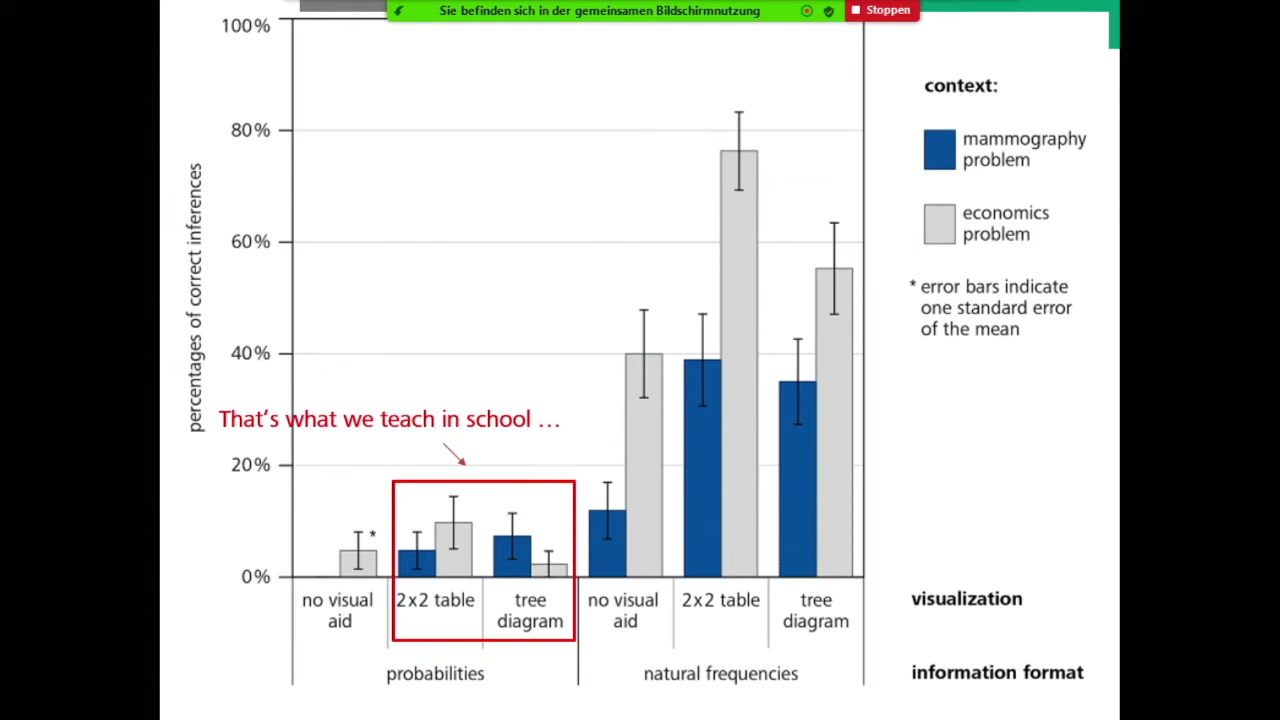 Sie befinden sich in der gemeinsamen Bildschirmnutzung
Stoppen
100%
80%
60%
40%
20%
0%
percentages of correct inferences
That's what we teach in school …
*
no visual
aid
2x2 table
tree
diagram
no visual
aid
2x2 table
tree
diagram
probabilities
natural frequencies
context:
mammography
problem
economics
problem
* error bars indicate
one standard error
of the mean
visualization
information format